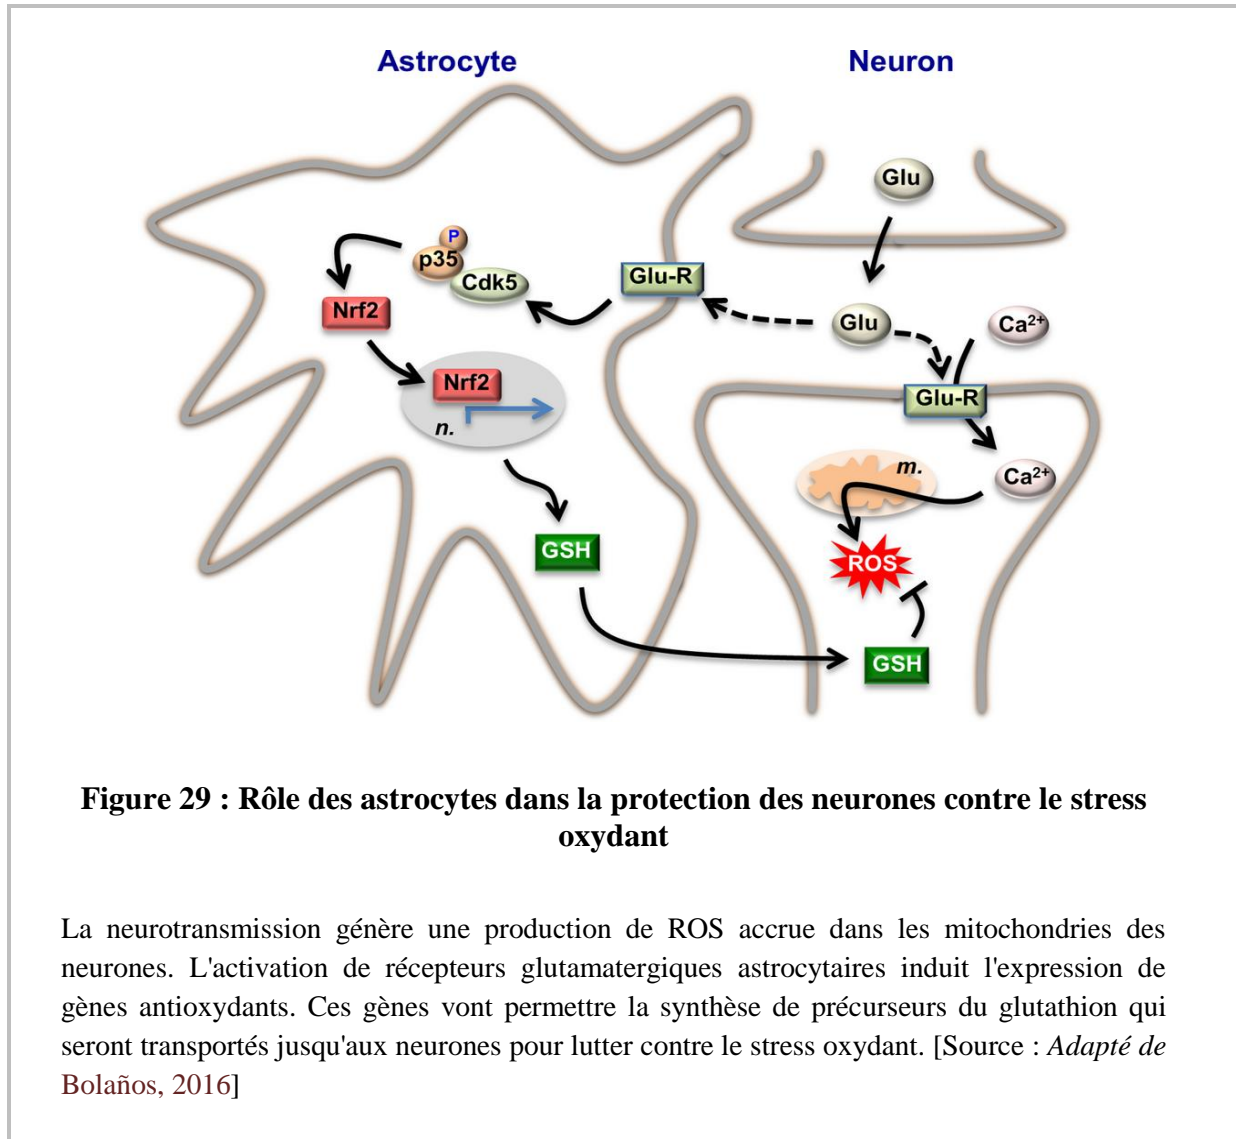 Astrocyte
Neuron
Glu
P
p35
Cdk5
Glu-R
Nrf2
Glu
Ca²⁺
Nrf2
n.
Glu-R
m.
Ca²⁺
GSH
ROS
GSH
Figure 29 : Rôle des astrocytes dans la protection des neurones contre le stress
oxydant
La neurotransmission génère une production de ROS accrue dans les mitochondries des
neurones. L'activation de récepteurs glutamatergiques astrocytaires induit l'expression de
gènes antioxydants. Ces gènes vont permettre la synthèse de précurseurs du glutathion qui
seront transportés jusqu'aux neurones pour lutter contre le stress oxydant. [Source : Adapté de
Bolaños, 2016]